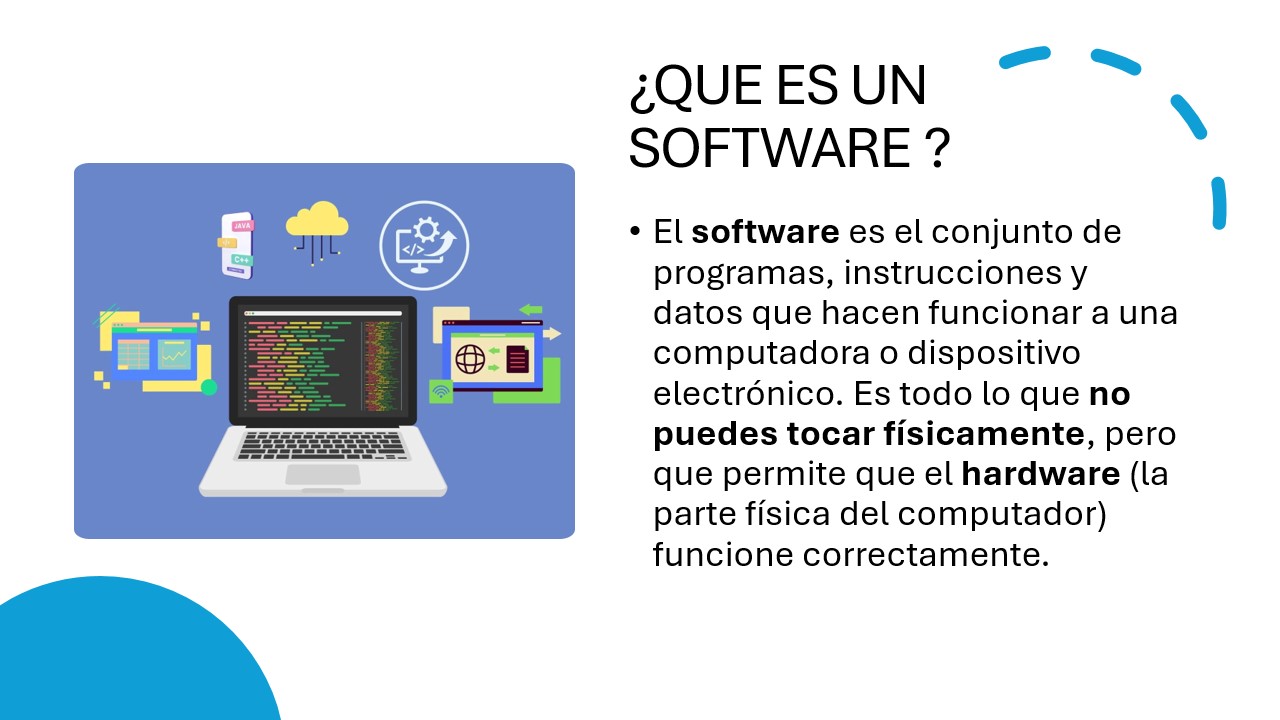 ¿QUE ES UN
SOFTWARE ?
• El software es el conjunto de
programas, instrucciones y
datos que hacen funcionar a una
computadora o dispositivo
electrónico. Es todo lo que no
puedes tocar físicamente, pero
que permite que el hardware (la
parte física del computador)
funcione correctamente.
JAVA
</>
C++
</>